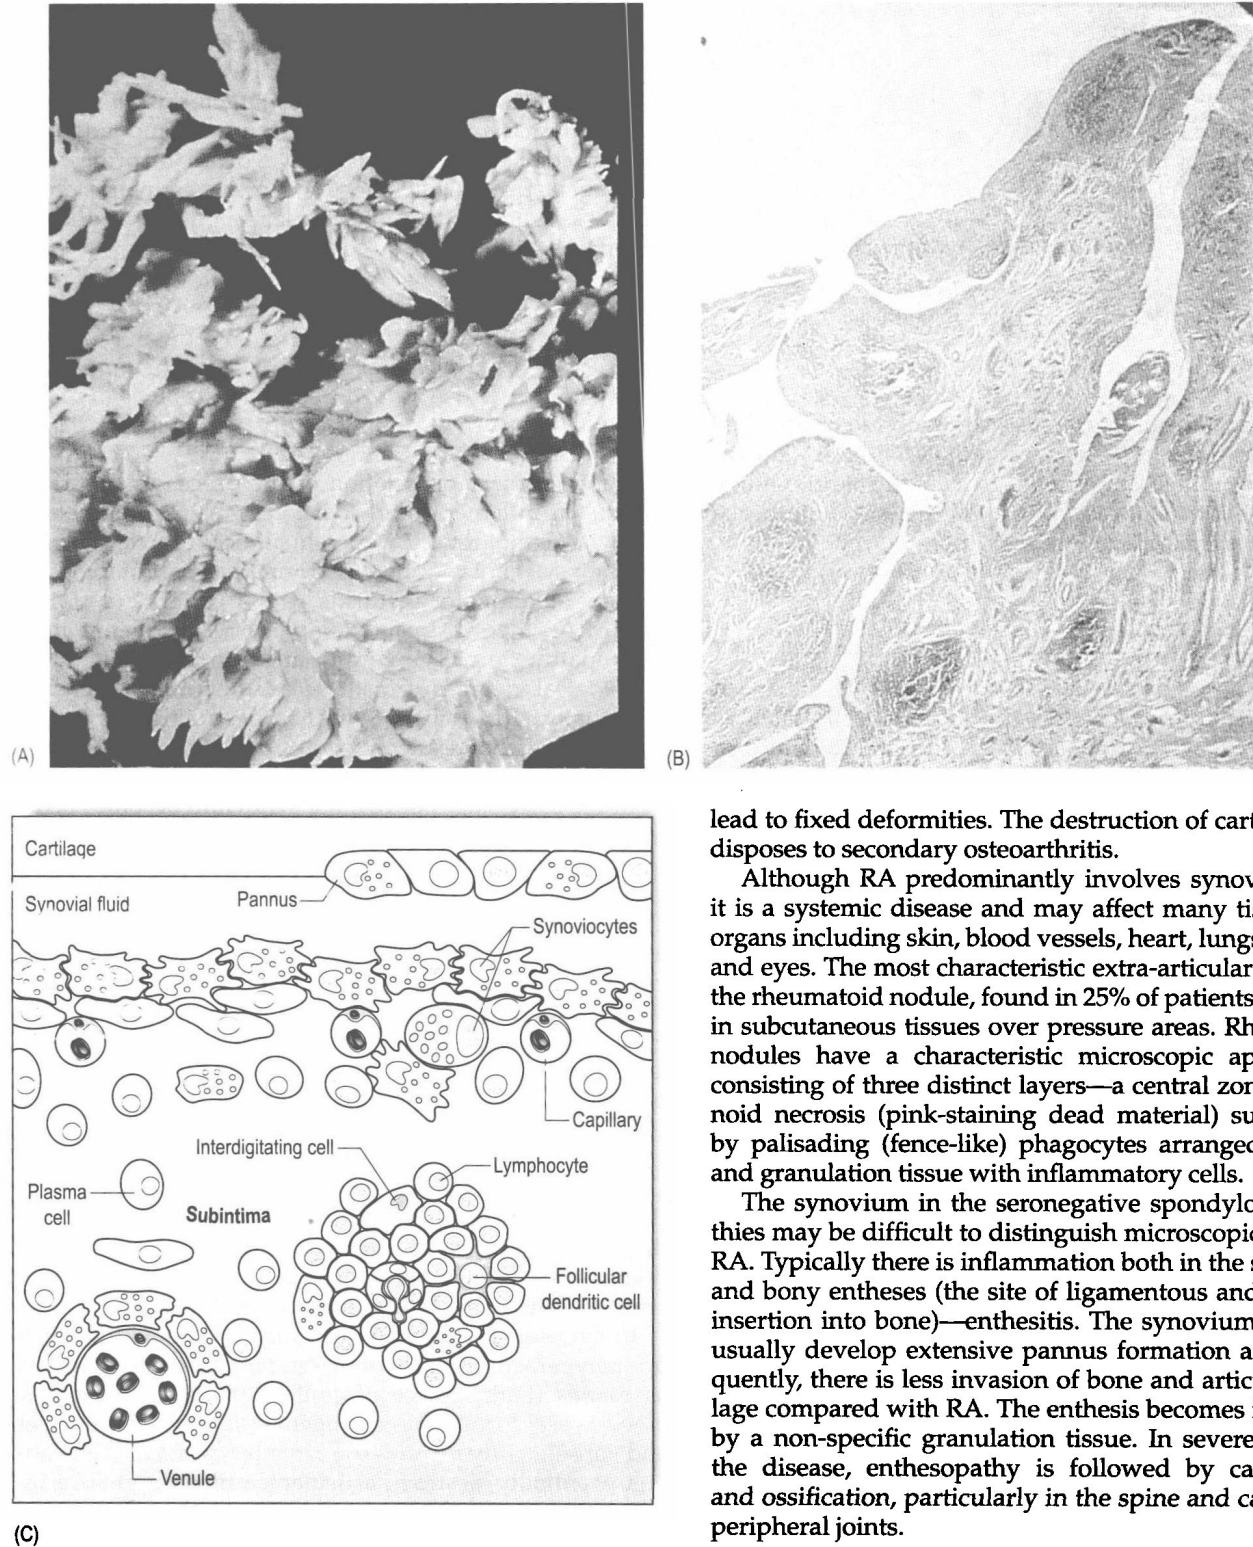 (A)
(B)
Cartilage
Pannus
Synovial fluid
Synoviocytes
Capillary
Interdigitating cell
Lymphocyte
Plasma
cell
Subintima
Follicular
dendritic cell
Venule
(C)
lead to fixed deformities. The destruction of cart
disposes to secondary osteoarthritis.
Although RA predominantly involves synov
it is a systemic disease and may affect many ti
organs including skin, blood vessels, heart, lungs
and eyes. The most characteristic extra-articular
the rheumatoid nodule, found in 25% of patients
in subcutaneous tissues over pressure areas. Rh
nodules have a characteristic microscopic ap
consisting of three distinct layers—a central zon
noid necrosis (pink-staining dead material) su
by palisading (fence-like) phagocytes arranged
and granulation tissue with inflammatory cells.
The synovium in the seronegative spondylo
thies may be difficult to distinguish microscopic
RA. Typically there is inflammation both in the s
and bony entheses (the site of ligamentous and
insertion into bone)—enthesitis. The synovium
usually develop extensive pannus formation a
quently, there is less invasion of bone and artic
lage compared with RA. The enthesis becomes
by a non-specific granulation tissue. In severe
the disease, enthesopathy is followed by ca
and ossification, particularly in the spine and ca
peripheral joints.